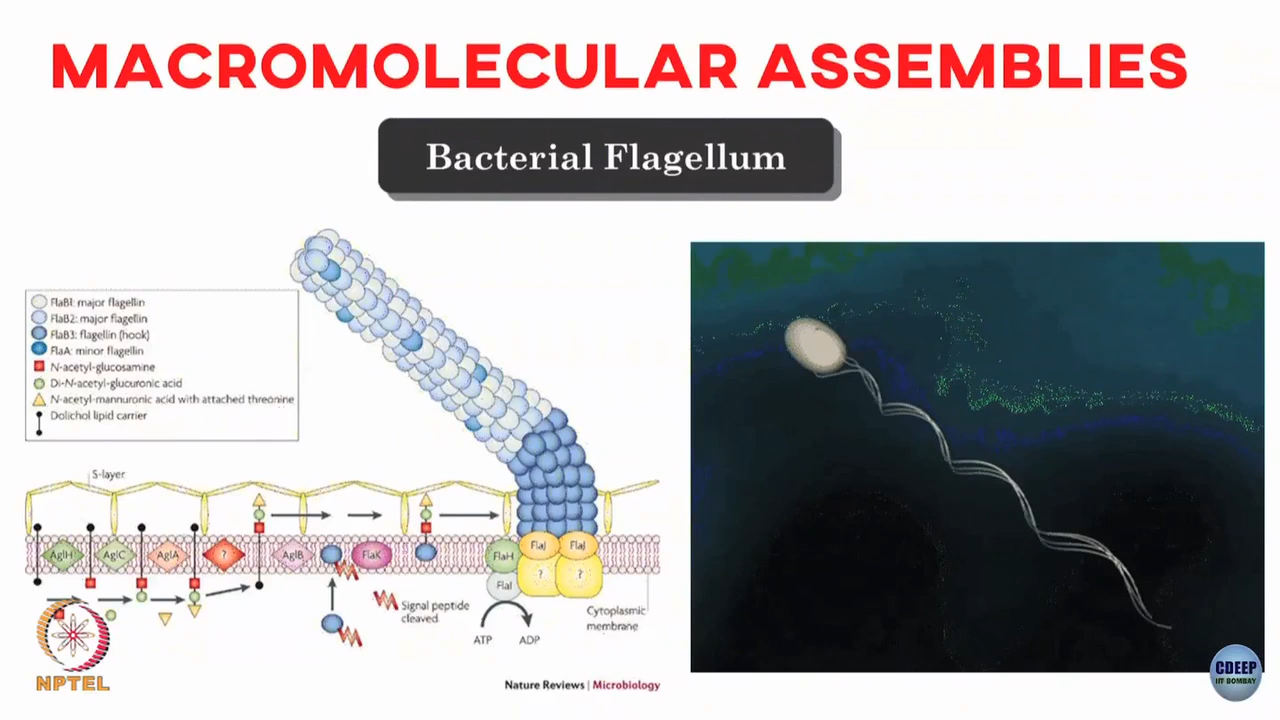 MACROMOLECULAR ASSEMBLIES
Bacterial Flagellum
FlaB1: major flagellin
FlaB2: major flagellin
FlaB3: flagellin (hook)
FlaA: minor flagellin
N-acetyl-glucosamine
Di-N-acetyl-glucuronic acid
N-acetyl-mannuronic acid with attached threonine
Dolichol lipid carrier
S-layer
AglH
AglC
AglA
?
AglB
FlaK
FlaH
FlaJ
FlaJ
FlaI
?
?
Signal peptide
cleaved
ATP
ADP
Cytoplasmic
membrane
NPTEL
Nature Reviews | Microbiology
CDEEP
IIT BOMBAY